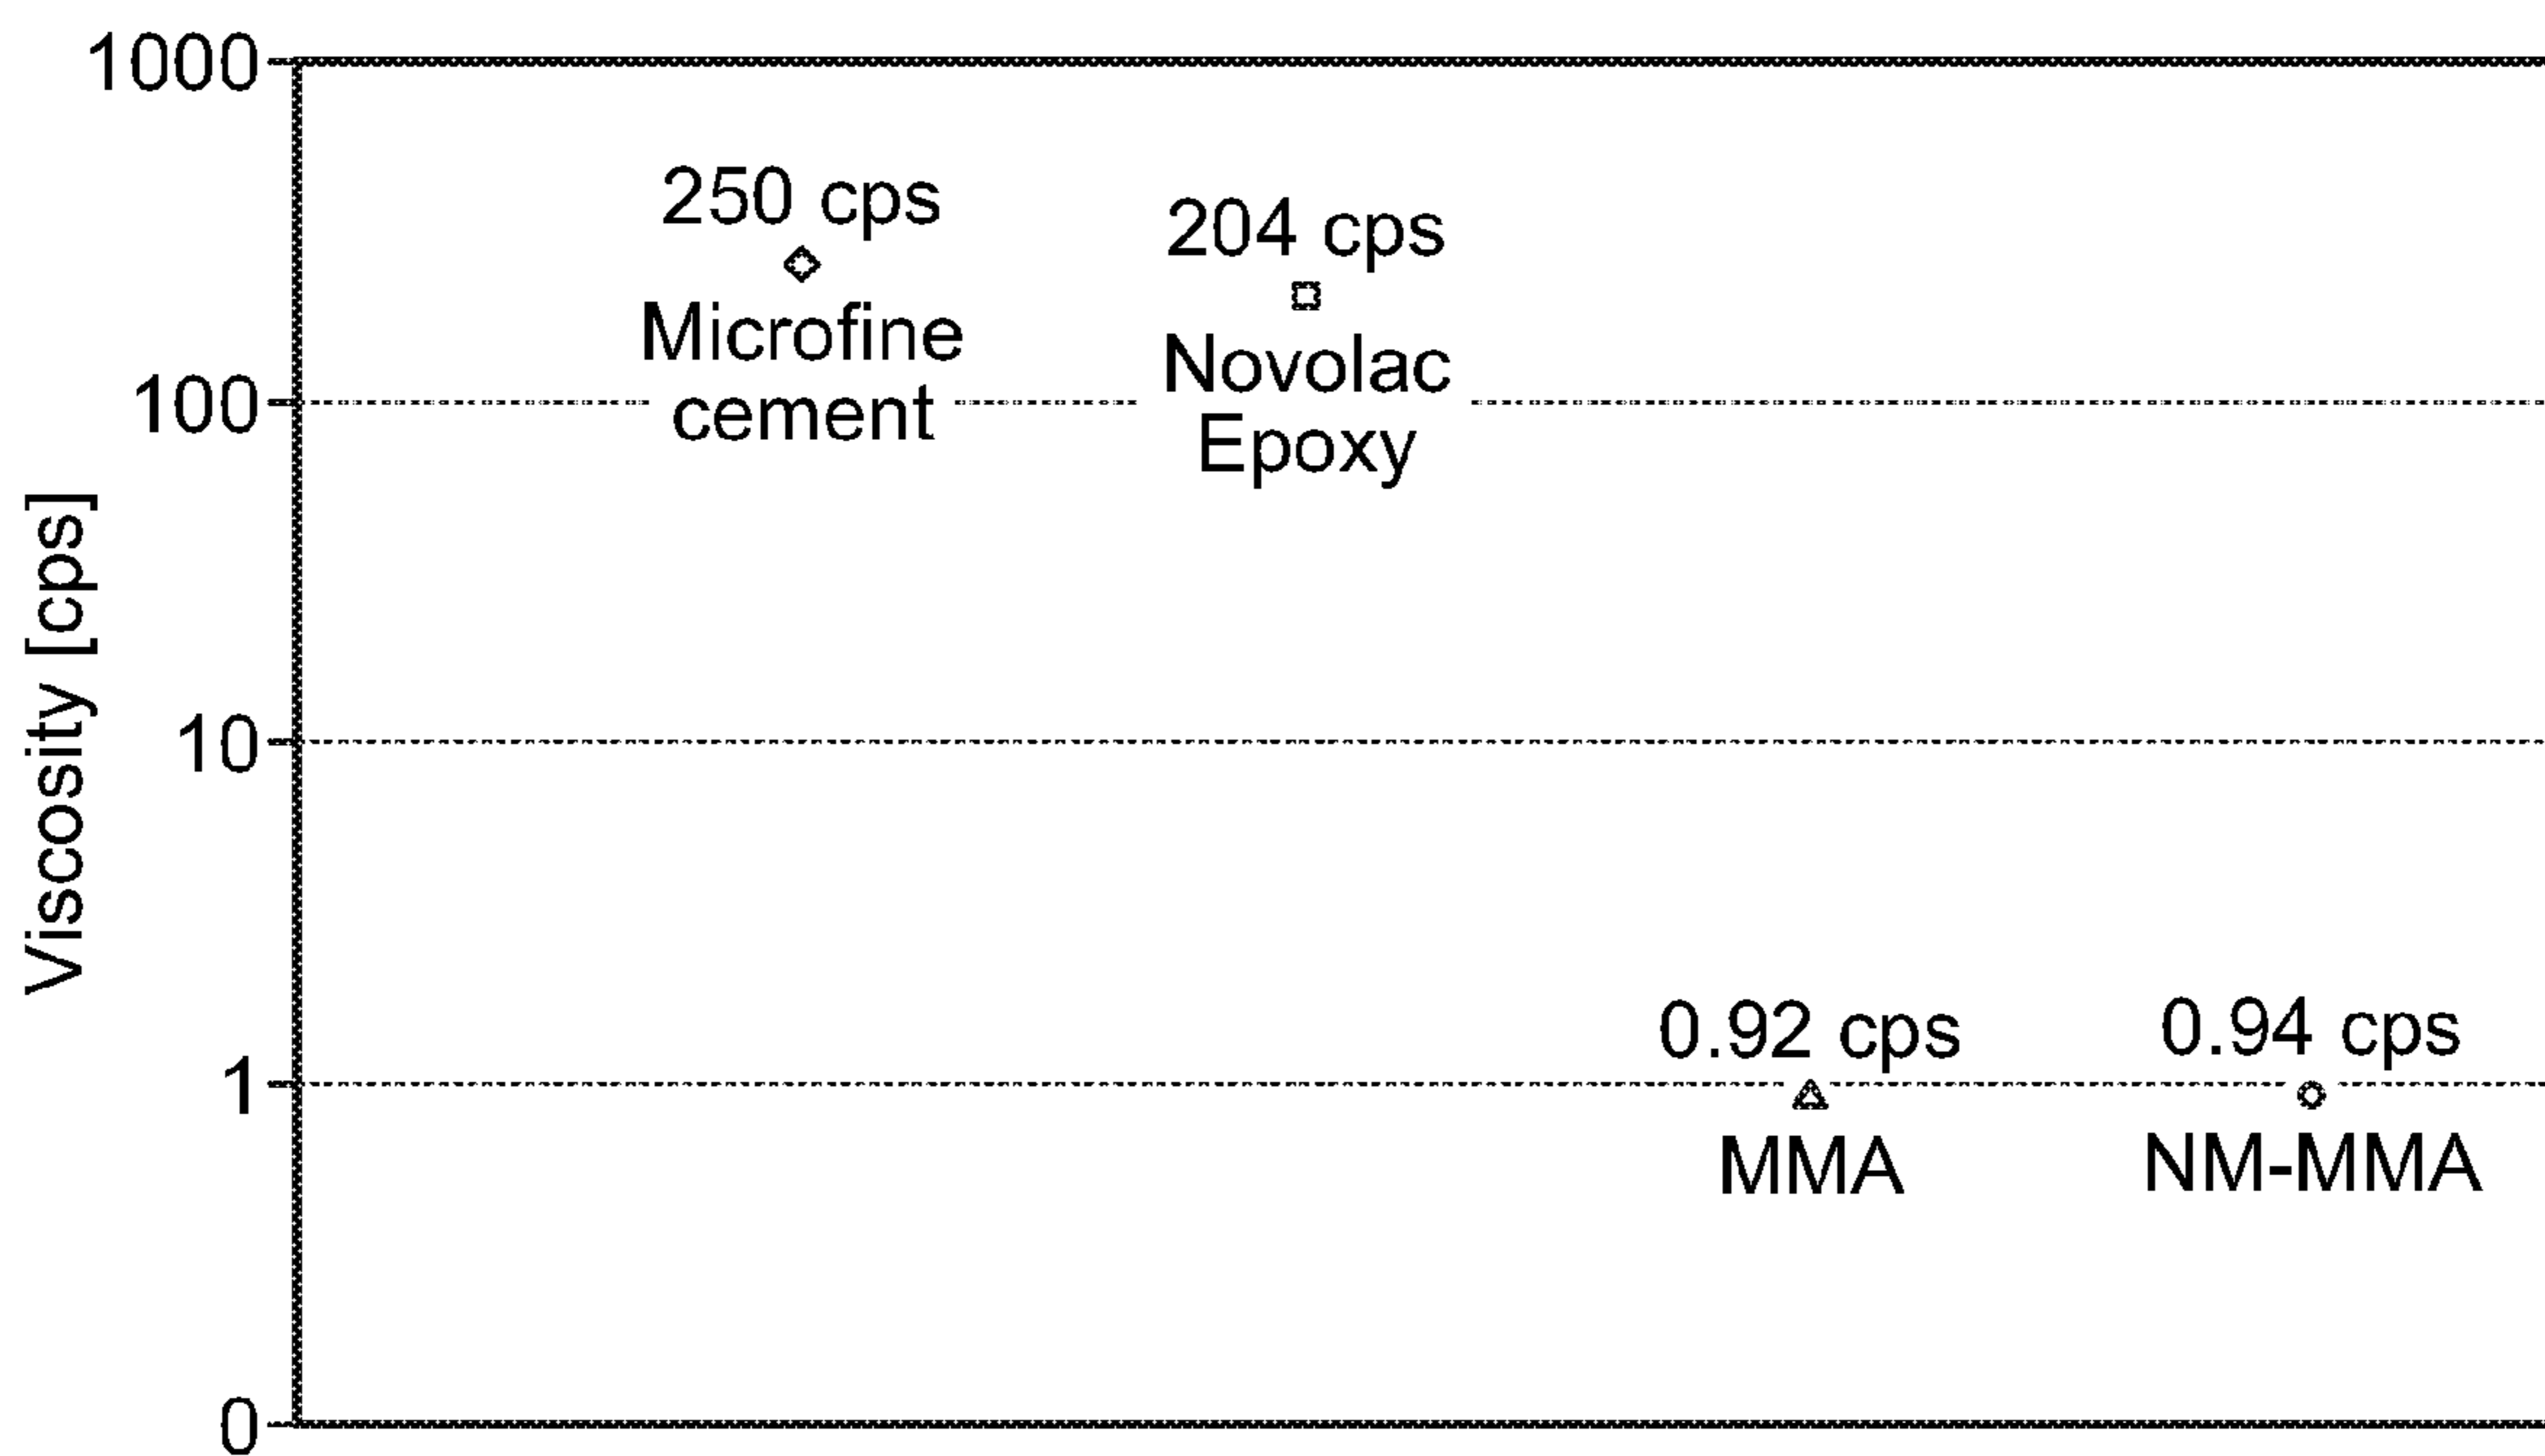 1000
250 cps
204 cps
Microfine
cement
Novolac
Epoxy
100
Viscosity [cps]
10
0.92 cps
0.94 cps
1
MMA
NM-MMA
0